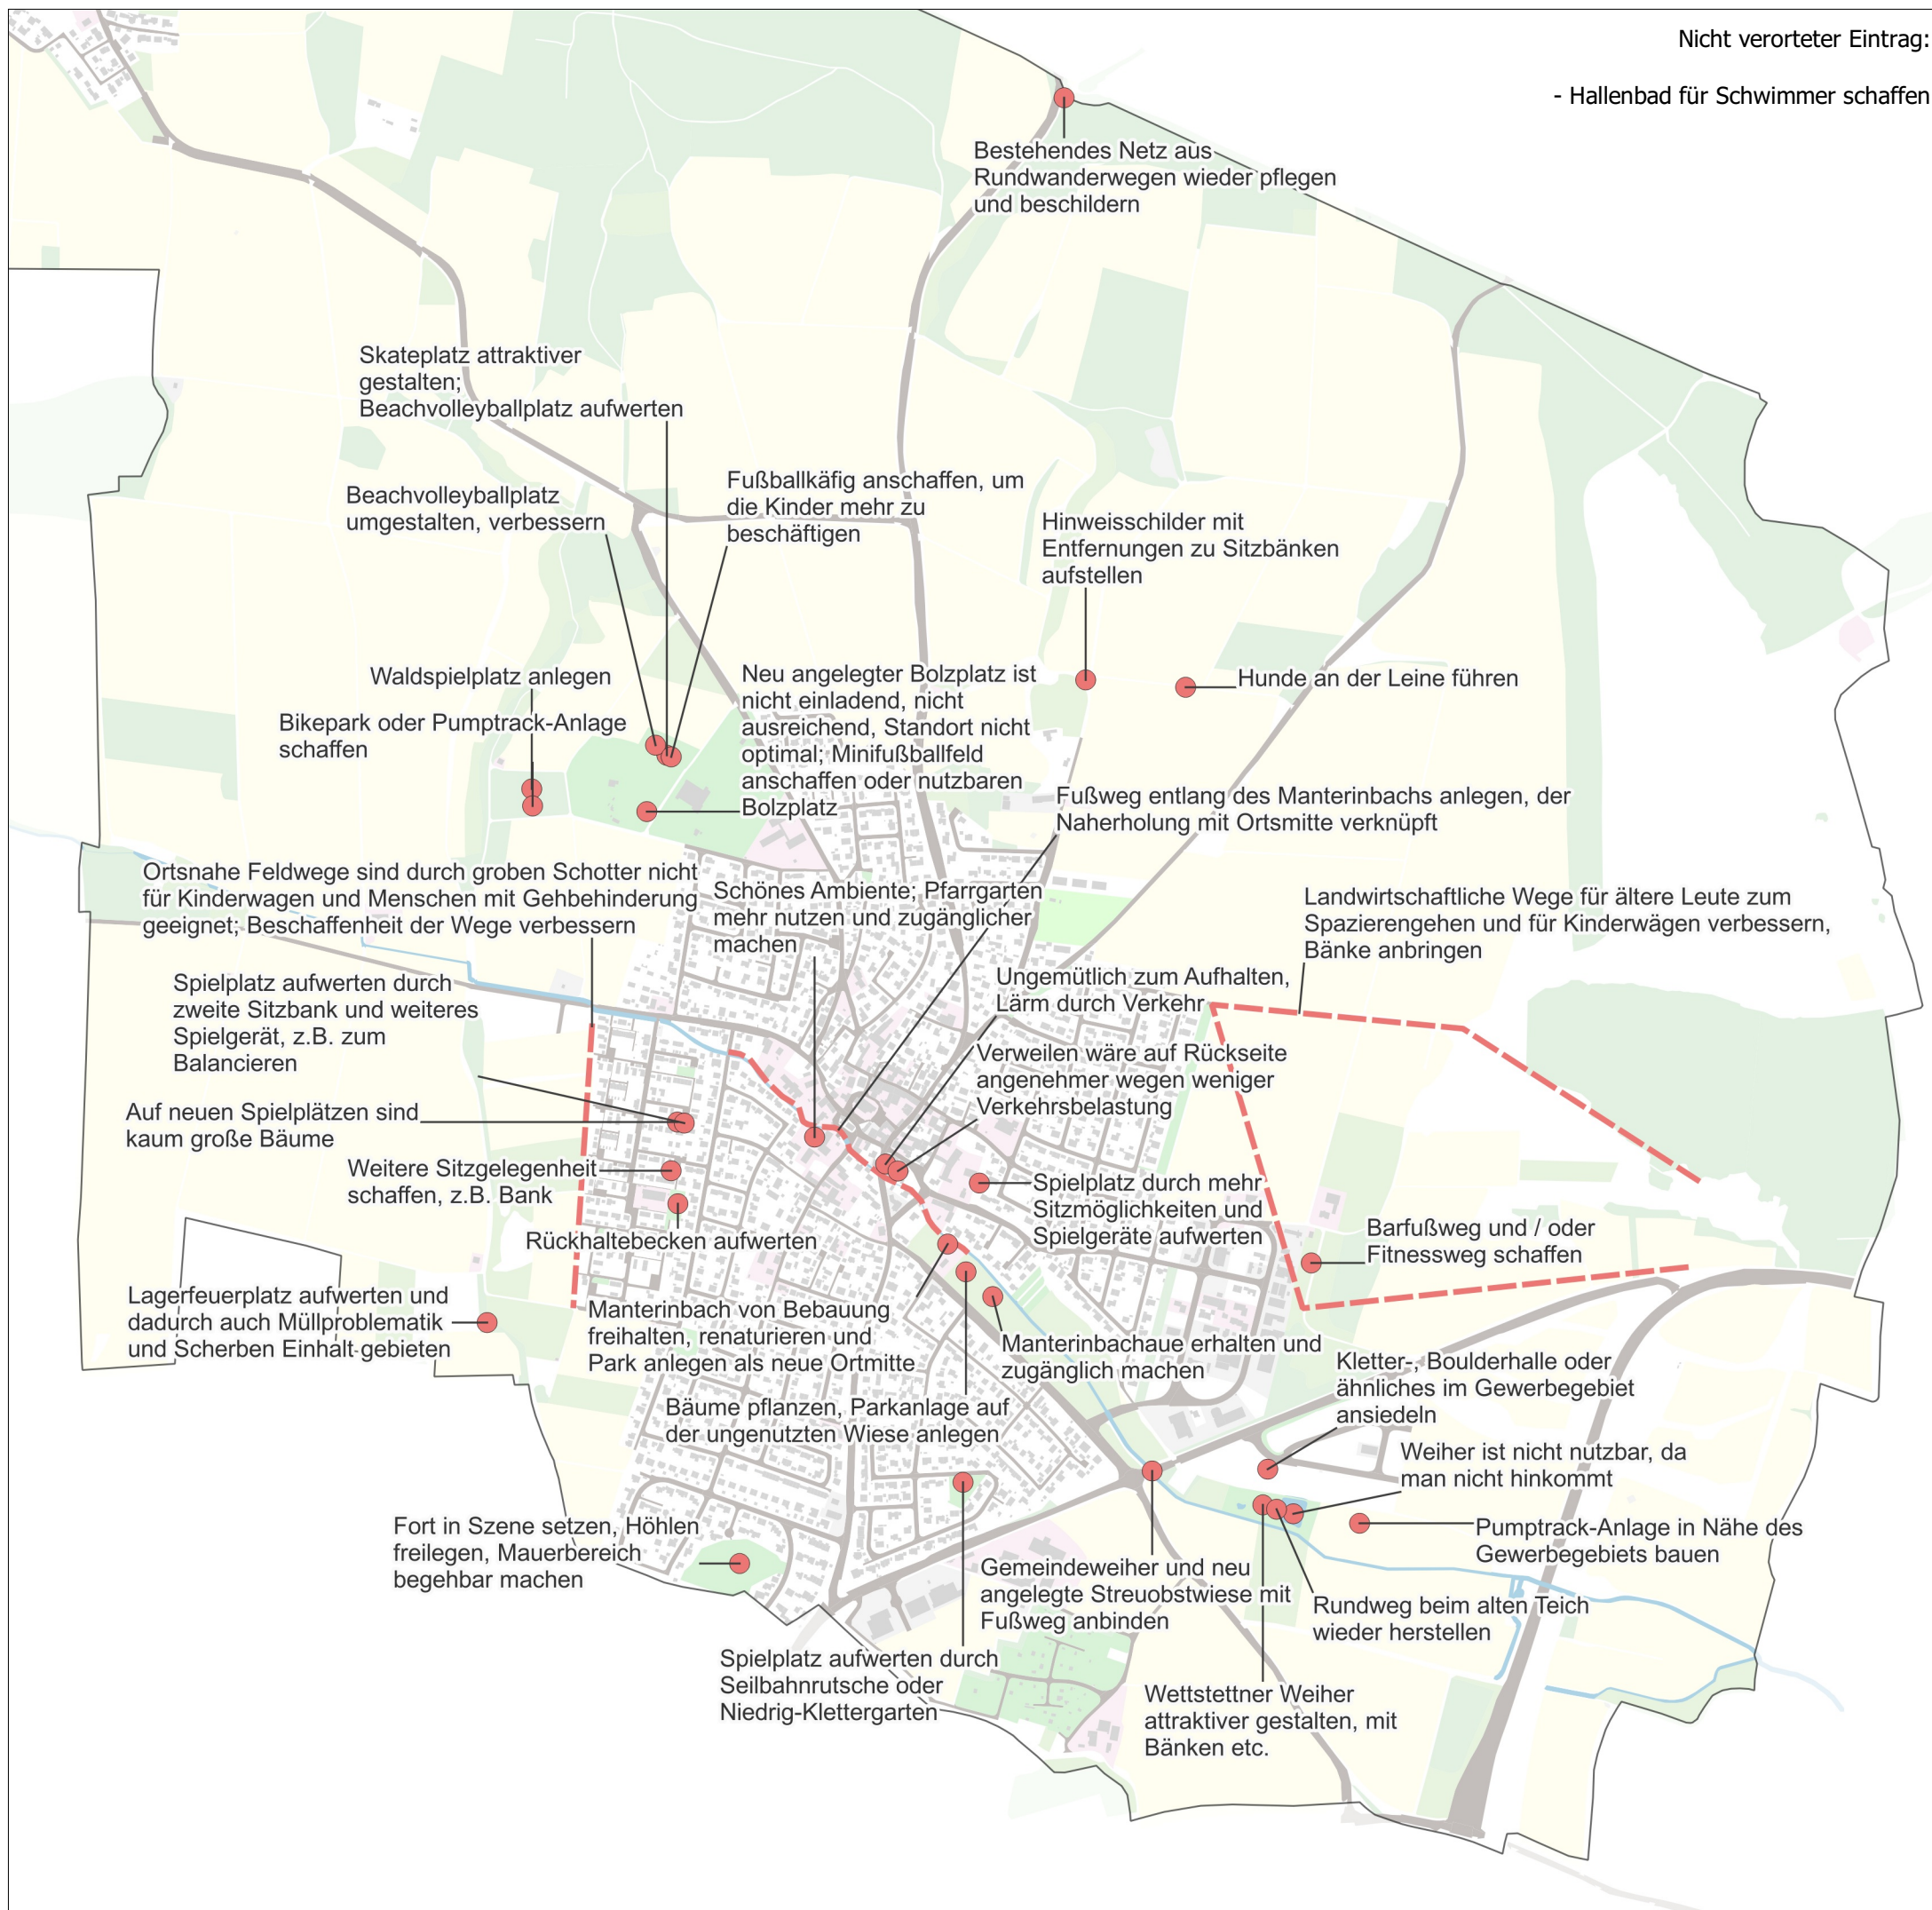 Nicht verorteter Eintrag:
- Hallenbad für Schwimmer schaffen
Bestehendes Netz aus
Rundwanderwegen wieder pflegen
und beschildern
Skateplatz attraktiver
gestalten;
Beachvolleyballplatz aufwerten
Fußballkäfig anschaffen, um
die Kinder mehr zu
beschäftigen
Beachvolleyballplatz
umgestalten, verbessern
Hinweisschilder mit
Entfernungen zu Sitzbänken
aufstellen
Waldspielplatz anlegen
Bikepark oder Pumptrack-Anlage
schaffen
Neu angelegter Bolzplatz ist
nicht einladend, nicht
ausreichend, Standort nicht
optimal; Minifußballfeld
anschaffen oder nutzbaren
Bolzplatz
Hunde an der Leine führen
Fußweg entlang des Manterinbachs anlegen, der
Naherholung mit Ortsmitte verknüpft
Ortsnahe Feldwege sind durch groben Schotter nicht
für Kinderwagen und Menschen mit Gehbehinderung
geeignet; Beschaffenheit der Wege verbessern
Schönes Ambiente; Pfarrgarten
mehr nutzen und zugänglicher
machen
Landwirtschaftliche Wege für ältere Leute zum
Spazierengehen und für Kinderwägen verbessern,
Bänke anbringen
Spielplatz aufwerten durch
zweite Sitzbank und weiteres
Spielgerät, z.B. zum
Balancieren
Ungemütlich zum Aufhalten,
Lärm durch Verkehr
Verweilen wäre auf Rückseite
angenehmer wegen weniger
Verkehrsbelastung
Auf neuen Spielplätzen sind
kaum große Bäume
Weitere Sitzgelegenheit
schaffen, z.B. Bank
Spielplatz durch mehr
Sitzmöglichkeiten und
Spielgeräte aufwerten
Rückhaltebecken aufwerten
Barfußweg und / oder
Fitnessweg schaffen
Lagerfeuerplatz aufwerten und
dadurch auch Müllproblematik
und Scherben Einhalt gebieten
Manterinbach von Bebauung
freihalten, renaturieren und
Park anlegen als neue Ortmitte
Manterinbachaue erhalten und
zugänglich machen
Kletter-, Boulderhalle oder
ähnliches im Gewerbegebiet
ansiedeln
Bäume pflanzen, Parkanlage auf
der ungenutzten Wiese anlegen
Weiher ist nicht nutzbar, da
man nicht hinkommt
Fort in Szene setzen, Höhlen
freilegen, Mauerbereich
begehbar machen
Pumptrack-Anlage in Nähe des
Gewerbegebiets bauen
Gemeindeweiher und neu
angelegte Streuobstwiese mit
Fußweg anbinden
Rundweg beim alten Teich
wieder herstellen
Spielplatz aufwerten durch
Seilbahnrutsche oder
Niedrig-Klettergarten
Wettstettner Weiher
attraktiver gestalten, mit
Bänken etc.